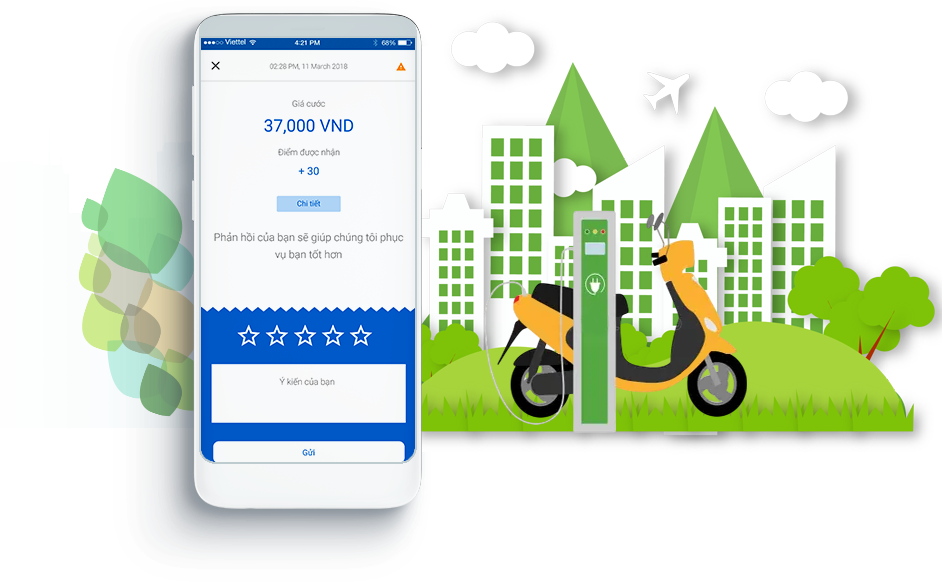 Viettel 4:21 PM 68%
02:28 PM, 11 March 2018
Giá cước
37,000 VND
Điểm được nhận
+ 30
Chi tiết
Phản hồi của bạn sẽ giúp chúng tôi phục
vụ bạn tốt hơn
Ý kiến của bạn
Gửi